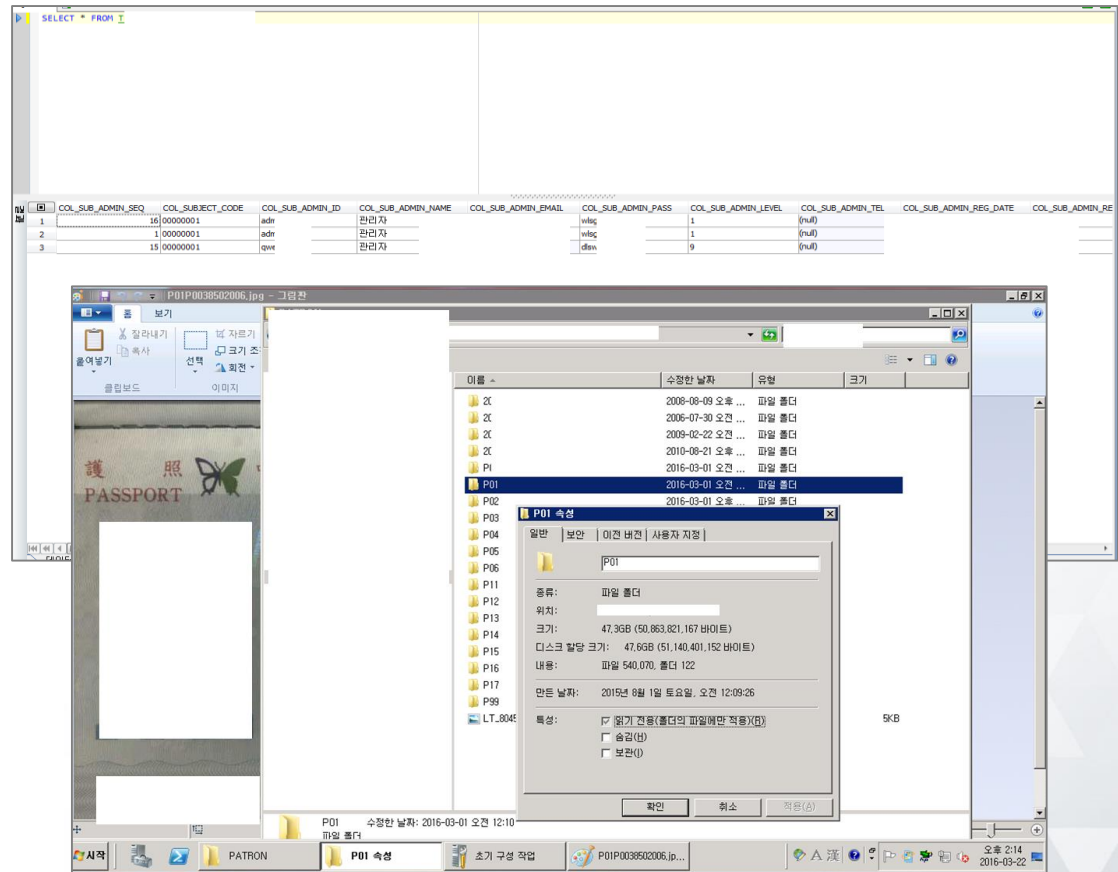 SELECT * FROM T
COL_SUB_ADMIN_SEQ COL_SUBJECT_CODE COL_SUB_ADMIN_ID COL_SUB_ADMIN_NAME COL_SUB_ADMIN_EMAIL COL_SUB_ADMIN_PASS COL_SUB_ADMIN_LEVEL COL_SUB_ADMIN_TEL COL_SUB_ADMIN_REG_DATE COL_SUB_ADMIN_RE
1 16 00000001 adm 관리자 wlsg 1 (null)
2 1 00000001 adm 관리자 wlsg 1 (null)
3 15 00000001 qwe 관리자 dlsw 9 (null)
P01P0038502006.jpg - 그림판
홈 보기
붙여넣기
잘라내기
복사
클립보드
선택
자르기
크기 조
회전
이미지
護 照
PASSPORT
이름 수정한 날짜 유형 크기
20 2008-08-09 오후 ... 파일 폴더
20 2006-07-30 오전 ... 파일 폴더
20 2009-02-22 오전 ... 파일 폴더
20 2010-08-21 오후 ... 파일 폴더
P 2016-03-01 오전 ... 파일 폴더
P01 2016-03-01 오전 ... 파일 폴더
P02 2016-03-01 오후 ... 파일 폴더
P03
P04
P05
P06
P11
P12
P13
P14
P15
P16
P17
P99
LT_8045 5KB
P01 속성
일반 보안 이전 버전 사용자 지정
P01
종류: 파일 폴더
위치:
크기: 47,3GB (50,863,821,167 바이트)
디스크 할당 크기: 47,6GB (51,140,401,152 바이트)
내용: 파일 540,070, 폴더 122
만든 날짜: 2015년 8월 1일 토요일, 오전 12:09:26
특성: 읽기 전용(폴더의 파일에만 적용)(R)
숨김(H)
보관(I)
확인 취소 적용(A)
P01 수정한 날짜: 2016-03-01 오전 12:10
파일 폴더
시작 PATRON P01 속성 초기 구성 작업 P01P0038502006.jp... A 漢 오후 2:14
2016-03-22